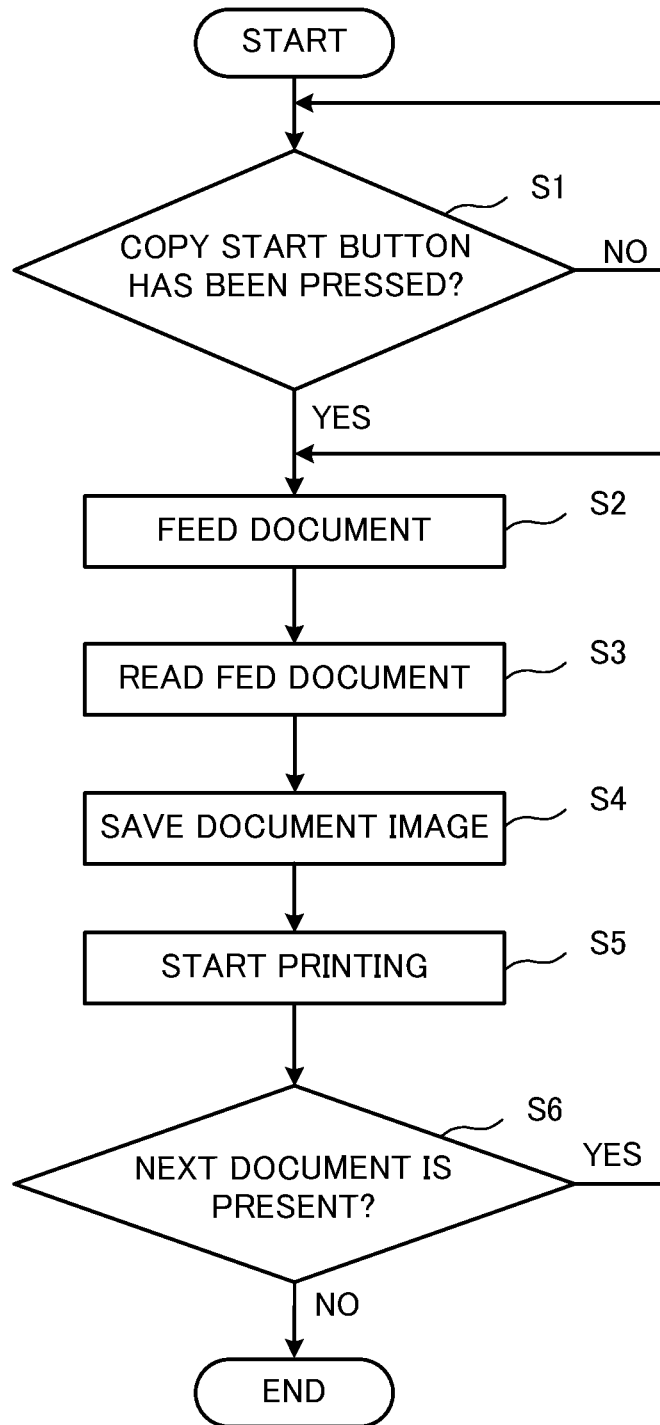 START
S1
COPY START BUTTON
HAS BEEN PRESSED?
NO
YES
FEED DOCUMENT
S2
READ FED DOCUMENT
S3
SAVE DOCUMENT IMAGE
S4
START PRINTING
S5
S6
NEXT DOCUMENT IS
PRESENT?
YES
NO
END